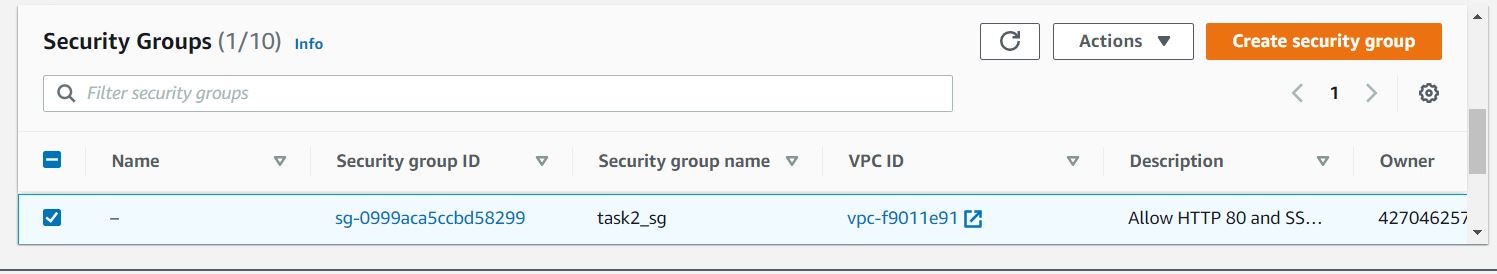 Security Groups (1/10) Info
Actions
Create security group
Filter security groups
1
Name Security group ID Security group name VPC ID Description Owner
– sg-0999aca5ccbd58299 task2_sg vpc-f9011e91 Allow HTTP 80 and SS... 427046257